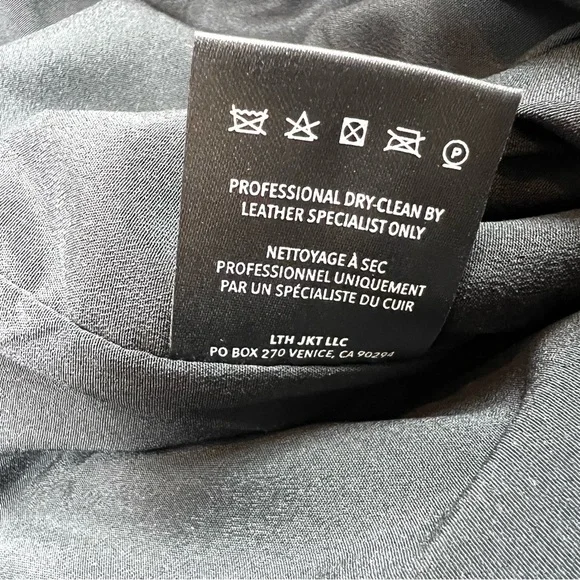 P
PROFESSIONAL DRY-CLEAN BY
LEATHER SPECIALIST ONLY
NETTOYAGE À SEC
PROFESSIONNEL UNIQUEMENT
PAR UN SPÉCIALISTE DU CUIR
LTH JKT LLC
PO BOX 270 VENICE, CA 90294